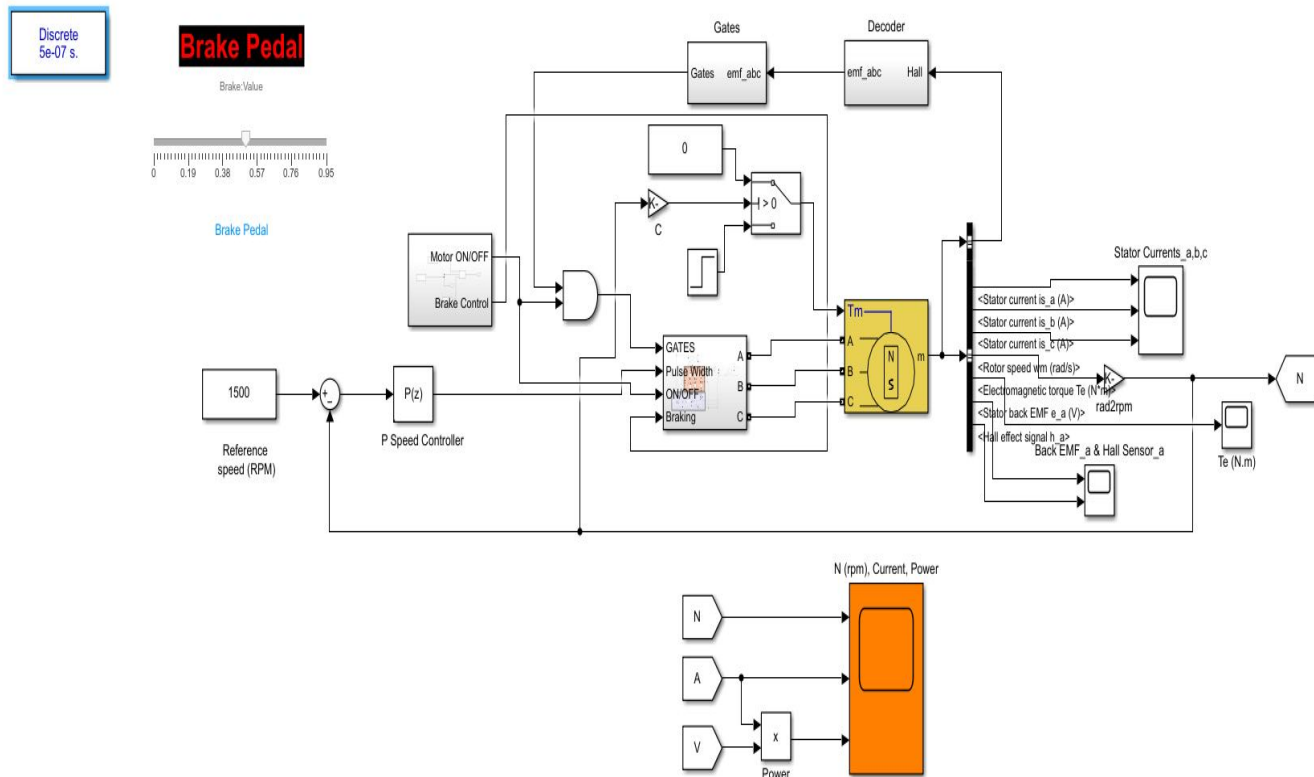 Discrete
5e-07 s.
Brake Pedal
Brake:Value
0 0.19 0.38 0.57 0.76 0.95
Brake Pedal
Gates
Gates emf_abc
Decoder
emf_abc Hall
0
K-
C
! > 0
Motor ON/OFF
Brake Control
GATES
Pulse Width
ON/OFF
Braking
A
B
C
Tm
A
B
C
N
S
m
Stator Currents_a,b,c
<Stator current is_a (A)>
<Stator current is_b (A)>
<Stator current is_c (A)>
<Rotor speed wm (rad/s)>
<Electromagnetic torque Te (N*m)>
<Stator back EMF e_a (V)>
<Hall effect signal h_a>
K-
rad2rpm
N
Te (N.m)
Back EMF_a & Hall Sensor_a
1500
Reference
speed (RPM)
+
-
P(z)
P Speed Controller
N (rpm), Current, Power
N
A
V
x
Power